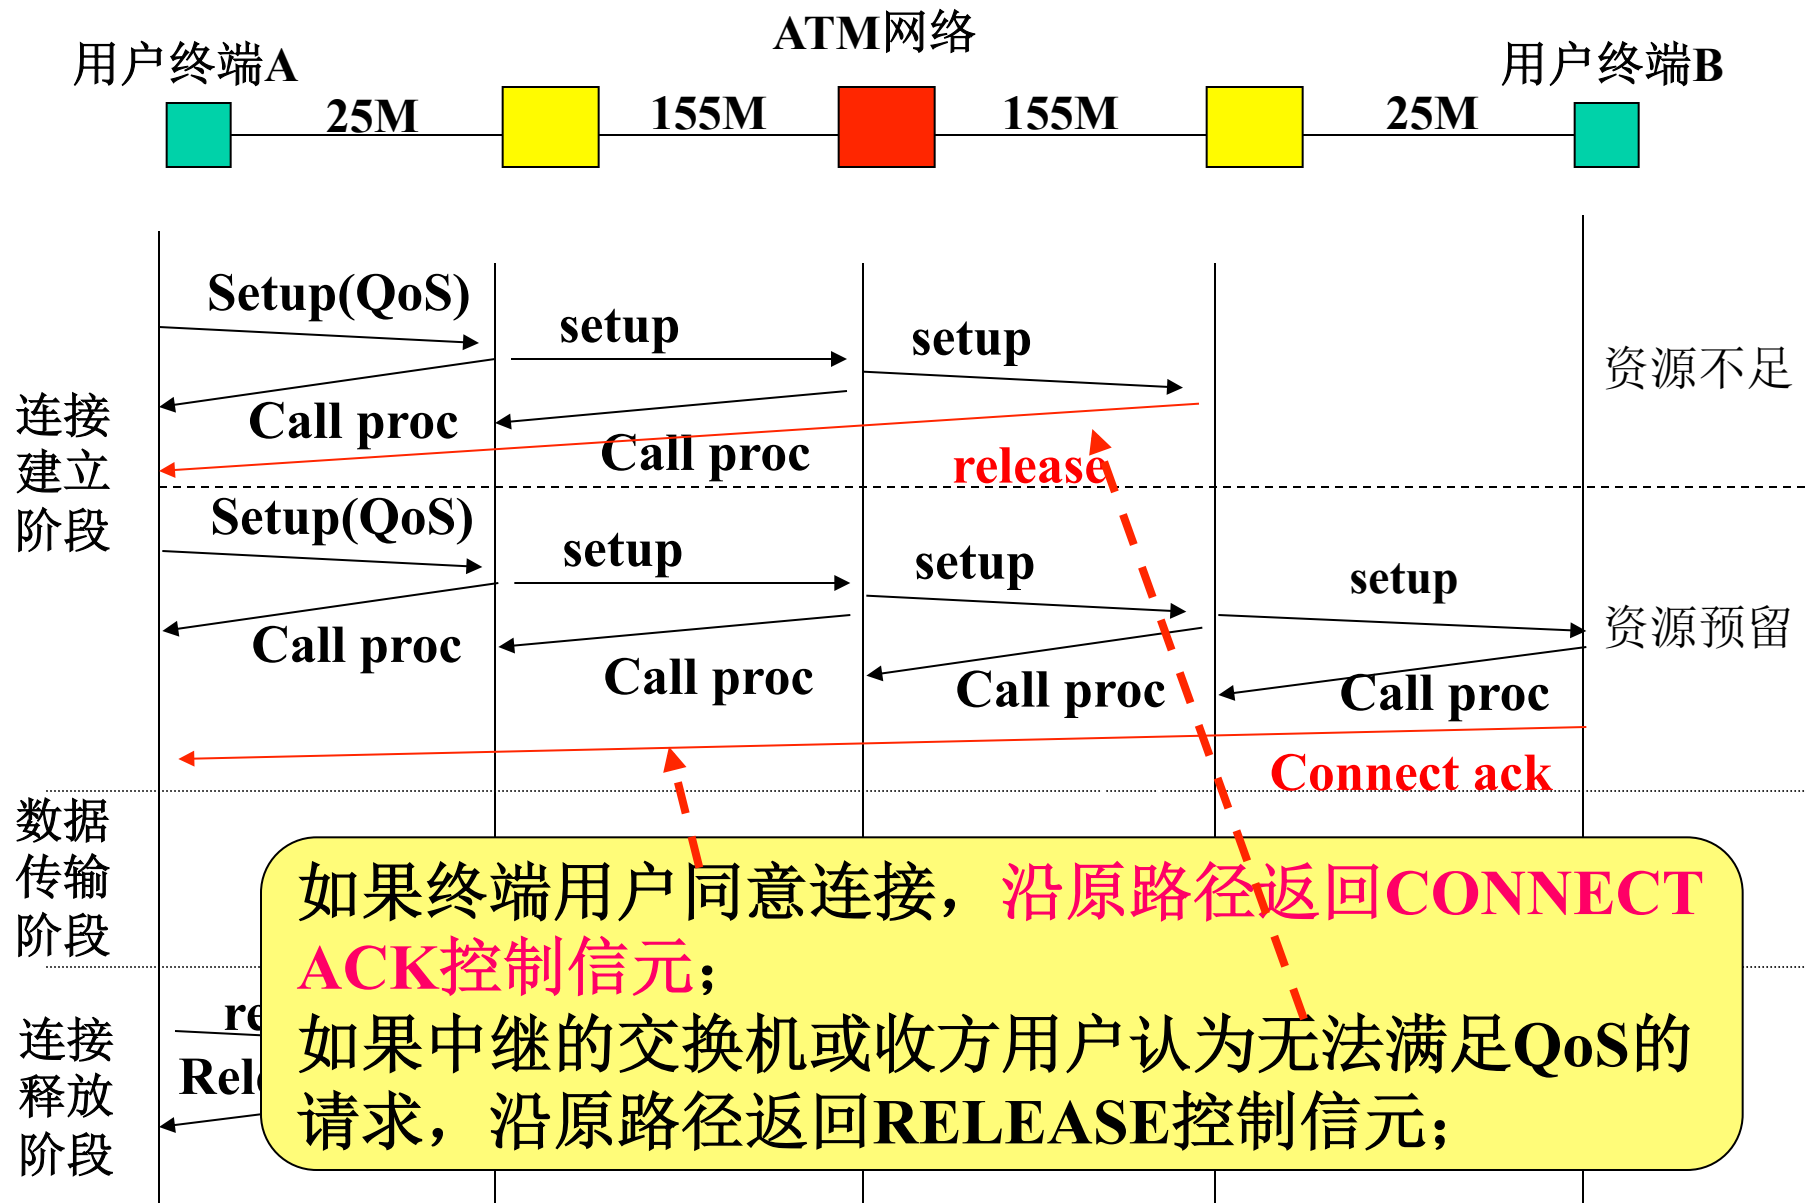 ATM网络
用户终端A
用户终端B
25M
155M
155M
25M
Setup(QoS)
setup
setup
资源不足
连接
建立
阶段
Call proc
Call proc
release
Setup(QoS)
setup
setup
setup
资源预留
Call proc
Call proc
Call proc
Call proc
Connect ack
数据
传输
阶段
如果终端用户同意连接，沿原路径返回CONNECT
ACK控制信元；
如果中继的交换机或收方用户认为无法满足QoS的
请求，沿原路径返回RELEASE控制信元；
连接
释放
阶段